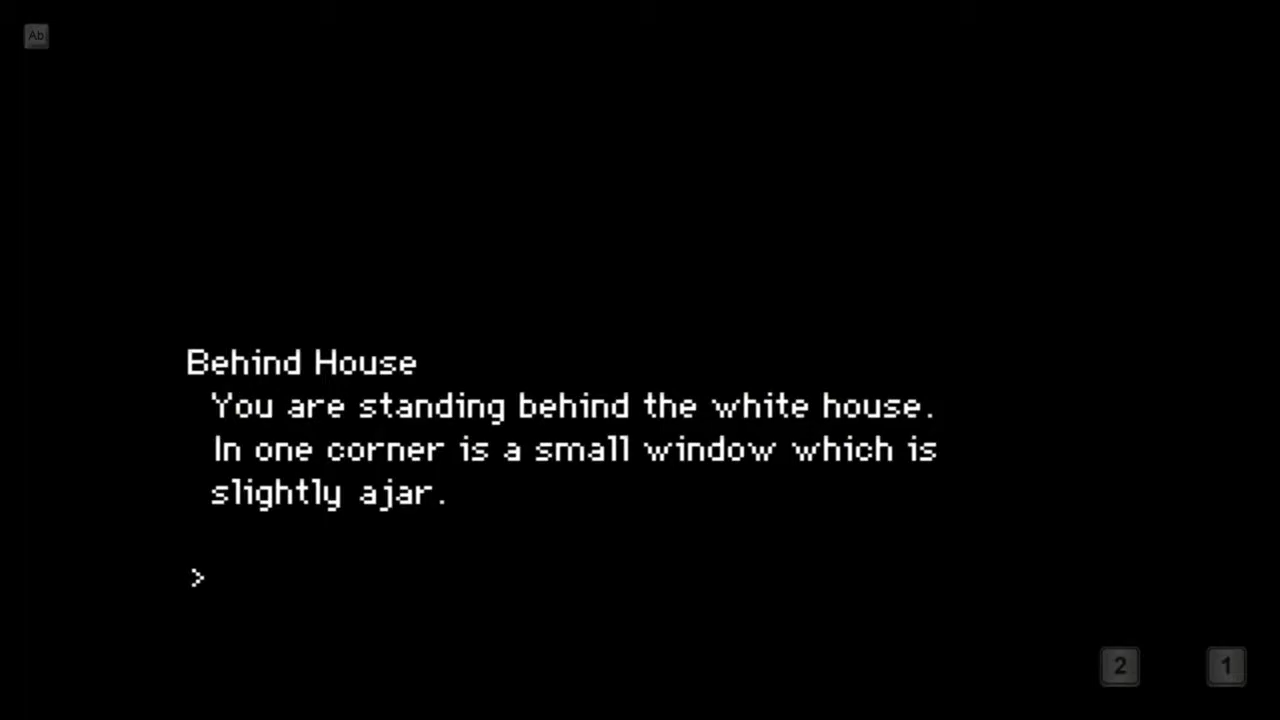 Ab
Behind House
You are standing behind the white house.
In one corner is a small window which is
slightly ajar.
>
2 1